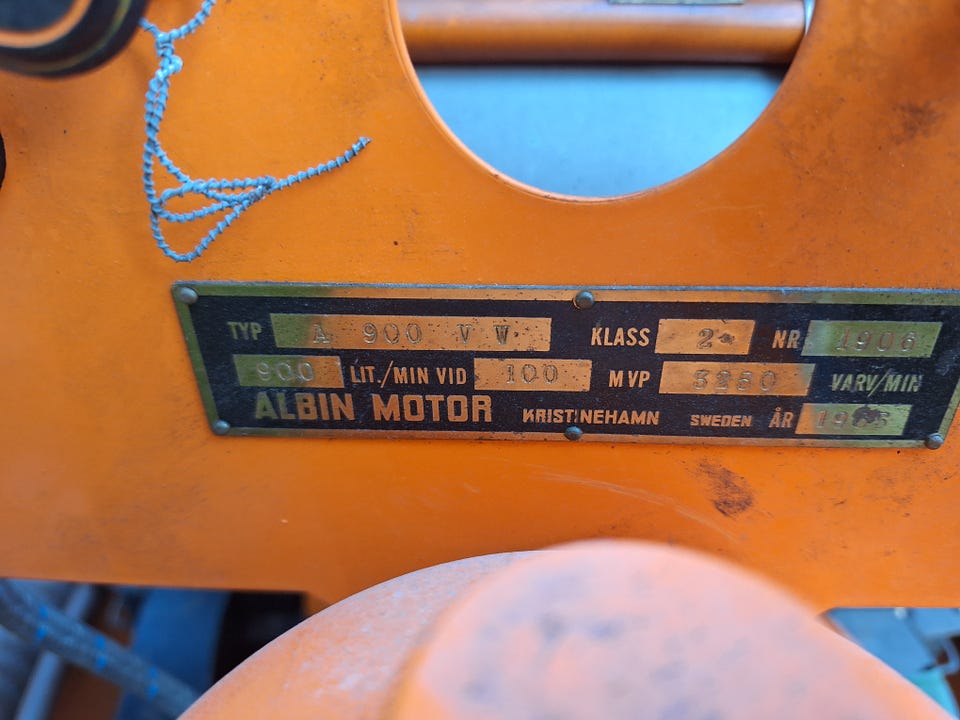 TYP A 900 V W KLASS 2 NR 1906
900 LIT./MIN VID 100 MVP 3250 VARV/MIN
ALBIN MOTOR KRISTINEHAMN SWEDEN ÅR